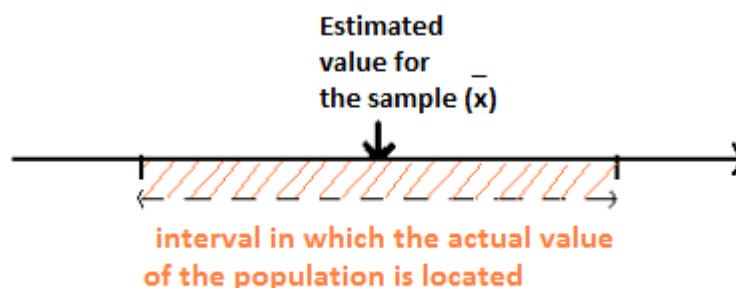 Estimated
value for
the sample (x̄)
interval in which the actual value
of the population is located